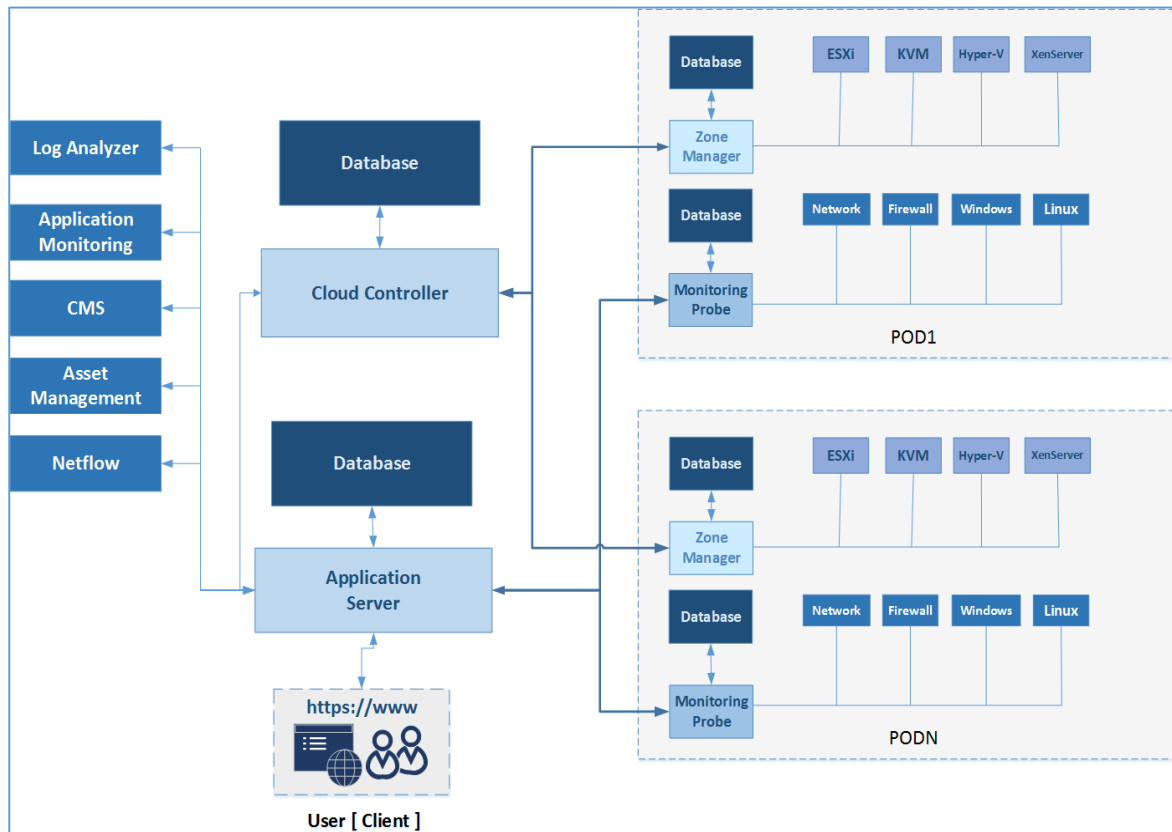 Log Analyzer
Application
Monitoring
CMS
Asset
Management
Netflow
Database
Cloud Controller
Database
Application
Server
https://www
User [ Client ]
Database
ESXi
KVM
Hyper-V
XenServer
Zone
Manager
Database
Network
Firewall
Windows
Linux
Monitoring
Probe
POD1
Database
ESXi
KVM
Hyper-V
XenServer
Zone
Manager
Database
Network
Firewall
Windows
Linux
Monitoring
Probe
PODN